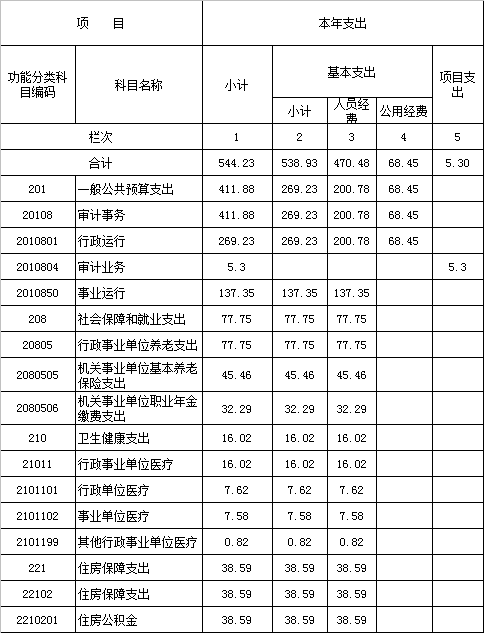 项 目 本年支出
功能分类科目编码 科目名称 小计 基本支出 项目支出
小计 人员经费 公用经费
栏次 1 2 3 4 5
合计 544.23 538.93 470.48 68.45 5.30
201 一般公共预算支出 411.88 269.23 200.78 68.45
20108 审计事务 411.88 269.23 200.78 68.45
2010801 行政运行 269.23 269.23 200.78 68.45
2010804 审计业务 5.3 5.3
2010850 事业运行 137.35 137.35 137.35
208 社会保障和就业支出 77.75 77.75 77.75
20805 行政事业单位养老支出 77.75 77.75 77.75
2080505 机关事业单位基本养老保险支出 45.46 45.46 45.46
2080506 机关事业单位职业年金缴费支出 32.29 32.29 32.29
210 卫生健康支出 16.02 16.02 16.02
21011 行政事业单位医疗 16.02 16.02 16.02
2101101 行政单位医疗 7.62 7.62 7.62
2101102 事业单位医疗 7.58 7.58 7.58
2101199 其他行政事业单位医疗 0.82 0.82 0.82
221 住房保障支出 38.59 38.59 38.59
22102 住房保障支出 38.59 38.59 38.59
2210201 住房公积金 38.59 38.59 38.59